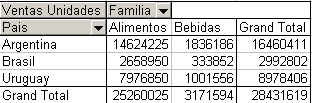 Ventas Unidades Familia
Pais Alimentos Bebidas Grand Total
Argentina 14624225 1836186 16460411
Brasil 2658950 333852 2992802
Uruguay 7976850 1001556 8978406
Grand Total 25260025 3171594 28431619